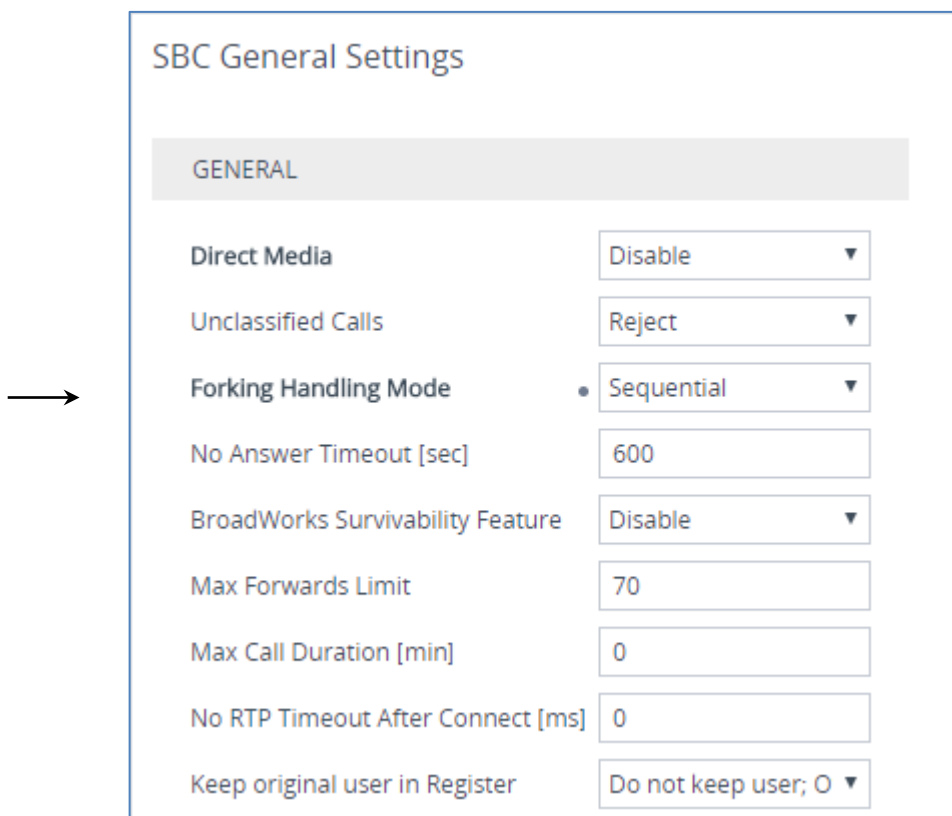 SBC General Settings
GENERAL
Direct Media Disable
Unclassified Calls Reject
Forking Handling Mode Sequential
No Answer Timeout [sec] 600
BroadWorks Survivability Feature Disable
Max Forwards Limit 70
Max Call Duration [min] 0
No RTP Timeout After Connect [ms] 0
Keep original user in Register Do not keep user; O